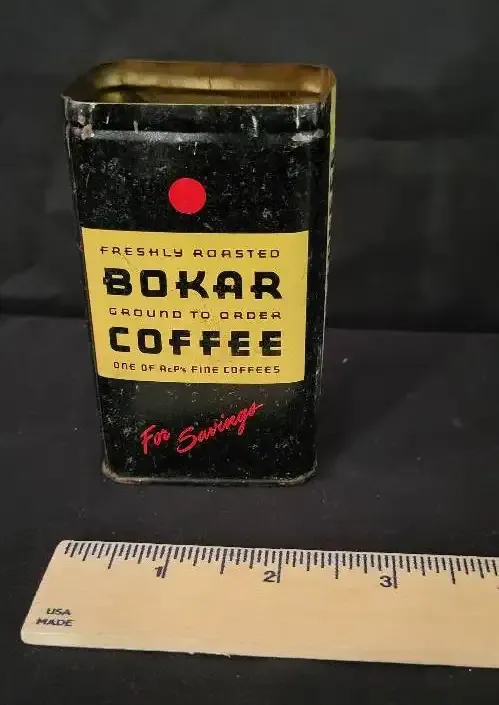 FRESHLY ROASTED
BOKAR
GROUND TO ORDER
COFFEE
ONE OF A&P's FINE COFFEES
For Savings
1 2 3
USA
MADE